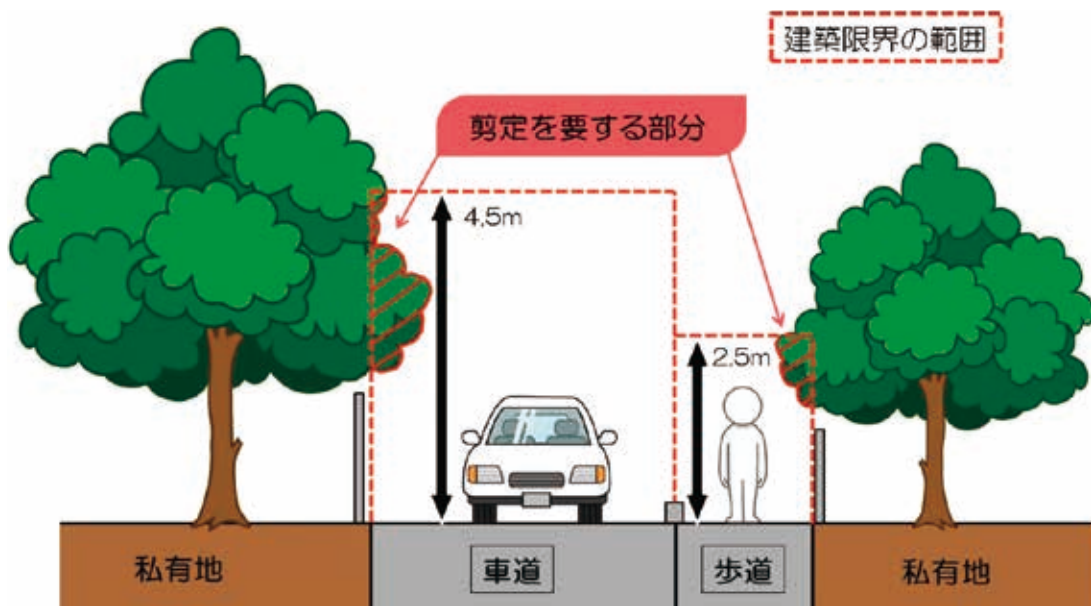 建築限界の範囲
剪定を要する部分
4.5m
2.5m
私有地
車道
歩道
私有地